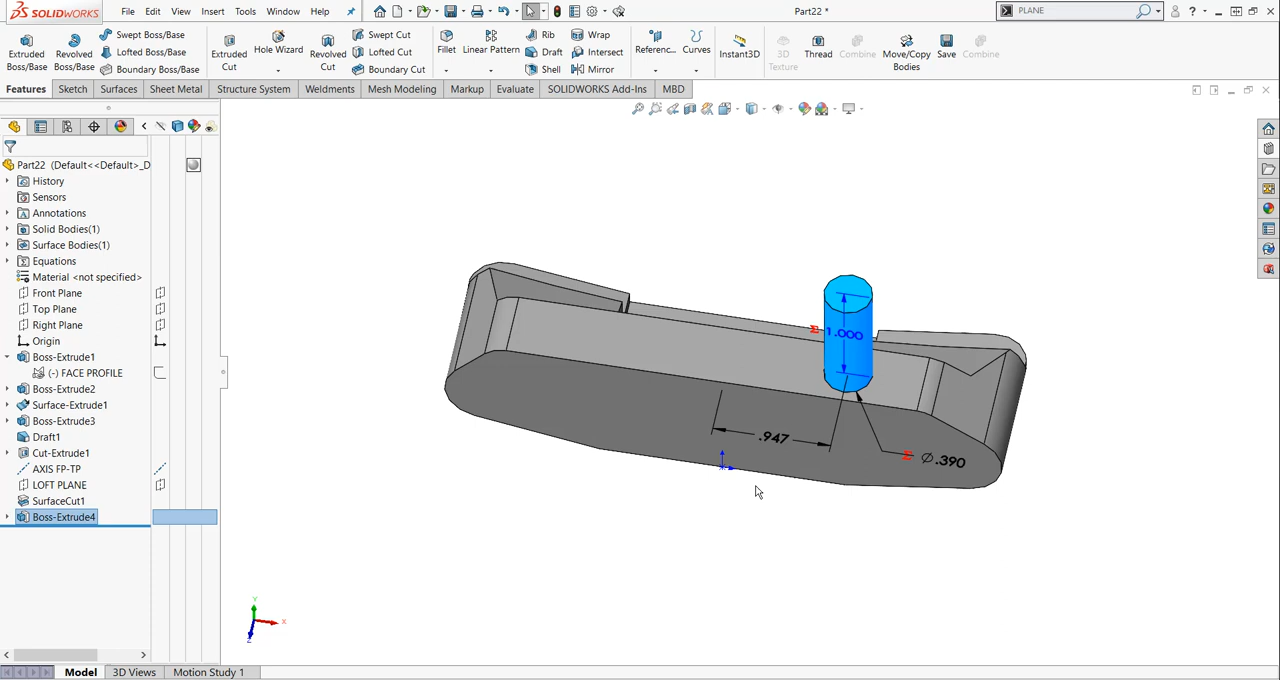 SOLIDWORKS File Edit View Insert Tools Window Help Part22 * PLANE
Extruded Boss/Base
Revolved Boss/Base
Swept Boss/Base
Lofted Boss/Base
Boundary Boss/Base
Extruded Cut
Hole Wizard
Revolved Cut
Swept Cut
Lofted Cut
Boundary Cut
Fillet
Linear Pattern
Rib
Draft
Shell
Wrap
Intersect
Mirror
Referenc...
Curves
Instant3D
3D Texture
Thread
Combine
Move/Copy Bodies
Save
Combine
Features Sketch Surfaces Sheet Metal Structure System Weldments Mesh Modeling Markup Evaluate SOLIDWORKS Add-Ins MBD
Part22 (Default<<Default>_D
History
Sensors
Annotations
Solid Bodies(1)
Surface Bodies(1)
Equations
Material <not specified>
Front Plane
Top Plane
Right Plane
Origin
Boss-Extrude1
(-) FACE PROFILE
Boss-Extrude2
Surface-Extrude1
Boss-Extrude3
Draft1
Cut-Extrude1
AXIS FP-TP
LOFT PLANE
SurfaceCut1
Boss-Extrude4
1.000
.947
Ø.390
Y
X
Z
Model 3D Views Motion Study 1